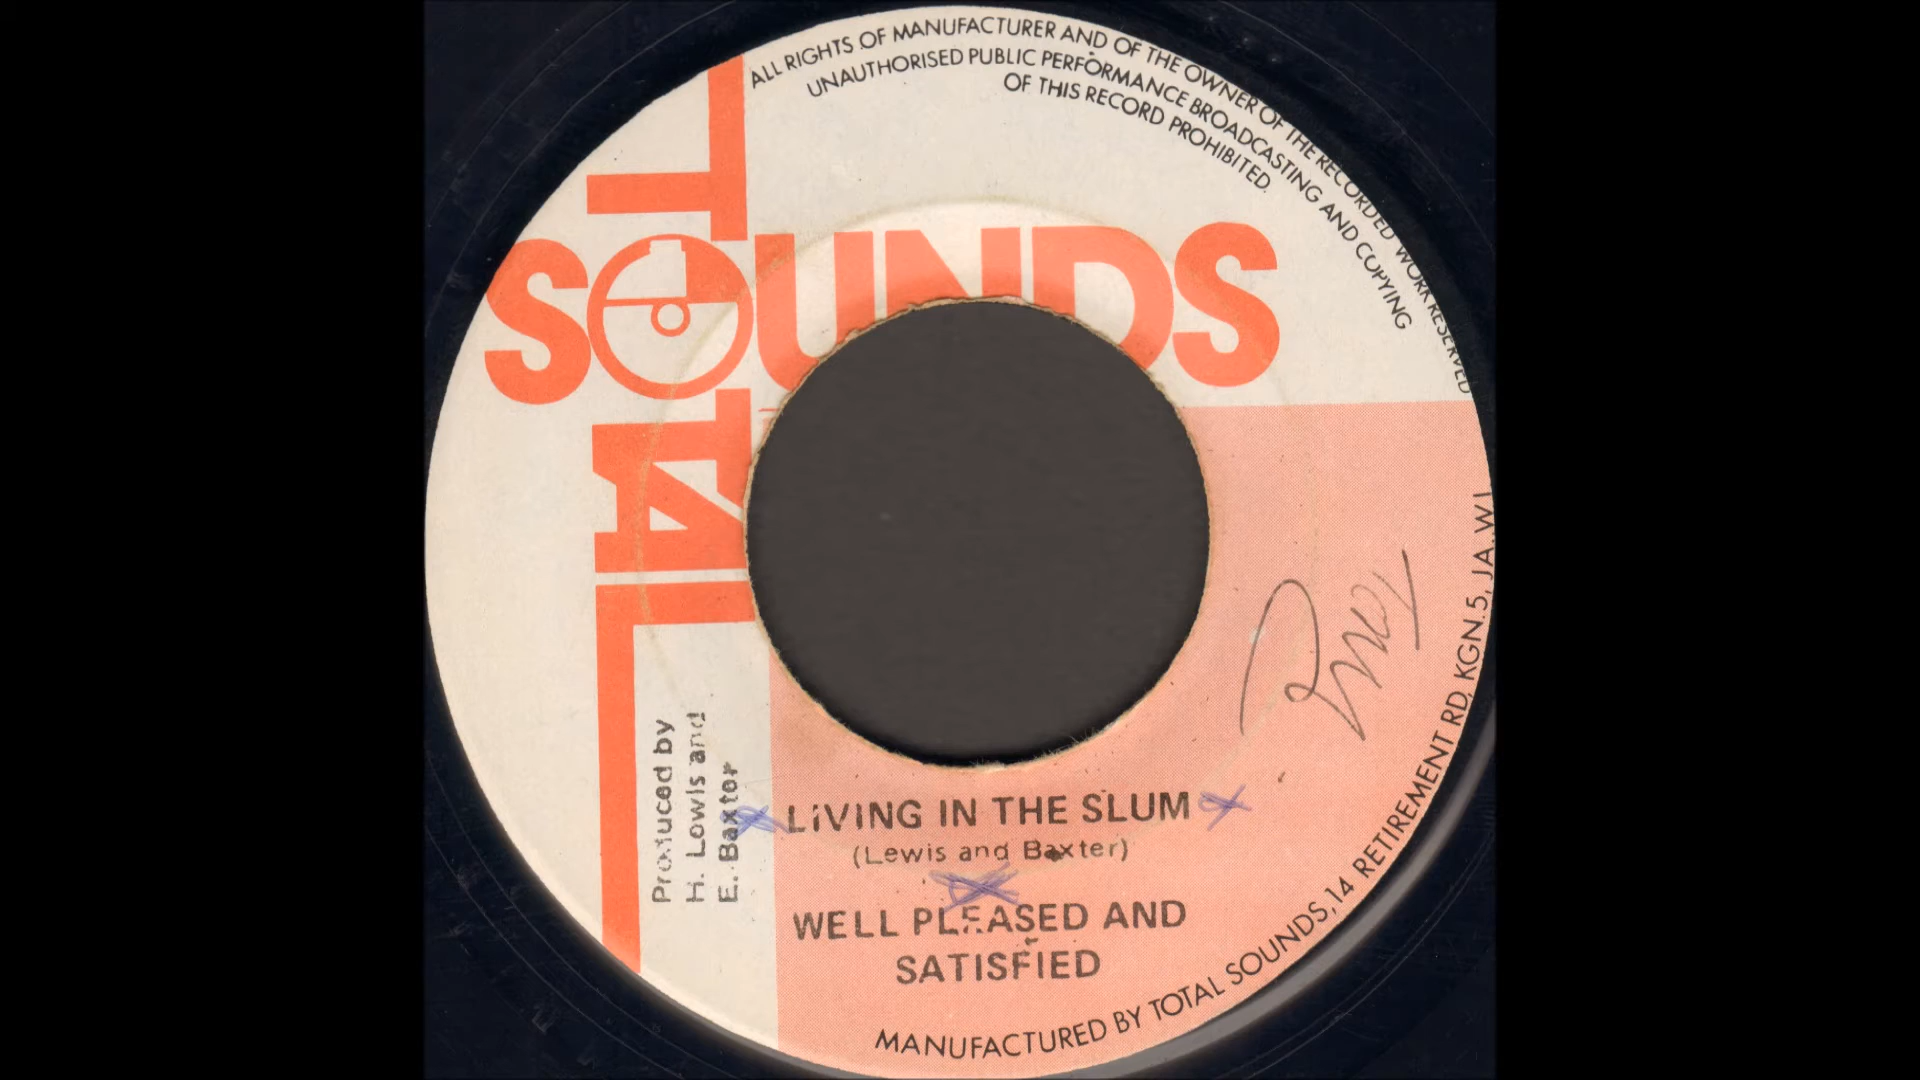 ALL RIGHTS OF MANUFACTURER AND OF THE OWNER OF THE RECORDED WORK RESERVED
UNAUTHORISED PUBLIC PERFORMANCE BROADCASTING AND COPYING
OF THIS RECORD PROHIBITED.
TOTAL
SOUNDS
Produced by
H. Lewis and
E. Baxter
LIVING IN THE SLUM
(Lewis and Baxter)
WELL PLEASED AND
SATISFIED
MANUFACTURED BY TOTAL SOUNDS, 14 RETIREMENT RD, KGN. 5, JA. W.I.